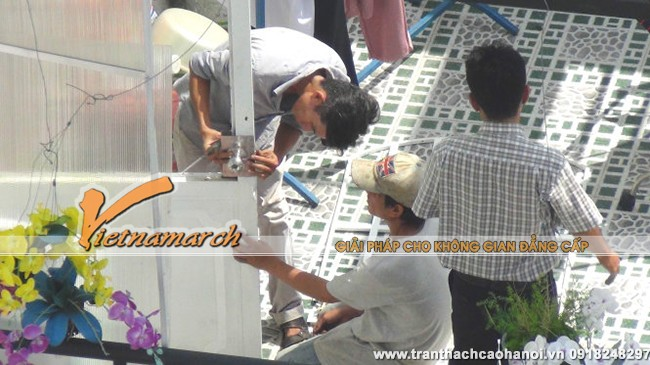 Vietnamarch
GIẢI PHÁP CHO KHÔNG GIAN ĐẲNG CẤP
www.tranthachcaohanoi.vn 0918248297